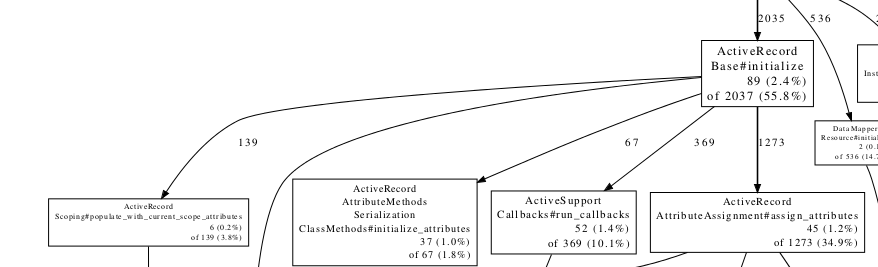 2035
536
ActiveRecord
Base#initialize
89 (2.4%)
of 2037 (55.8%)
139
67
369
1273
DataMapper
2 (0.
of 536 (14.
ActiveRecord
Scoping#populate_with_current_scope_attributes
6 (0.2%)
of 139 (3.8%)
ActiveRecord
AttributeMethods
Serialization
ClassMethods#initialize_attributes
37 (1.0%)
of 67 (1.8%)
ActiveSupport
Callbacks#run_callbacks
52 (1.4%)
of 369 (10.1%)
ActiveRecord
AttributeAssignment#assign_attributes
45 (1.2%)
of 1273 (34.9%)